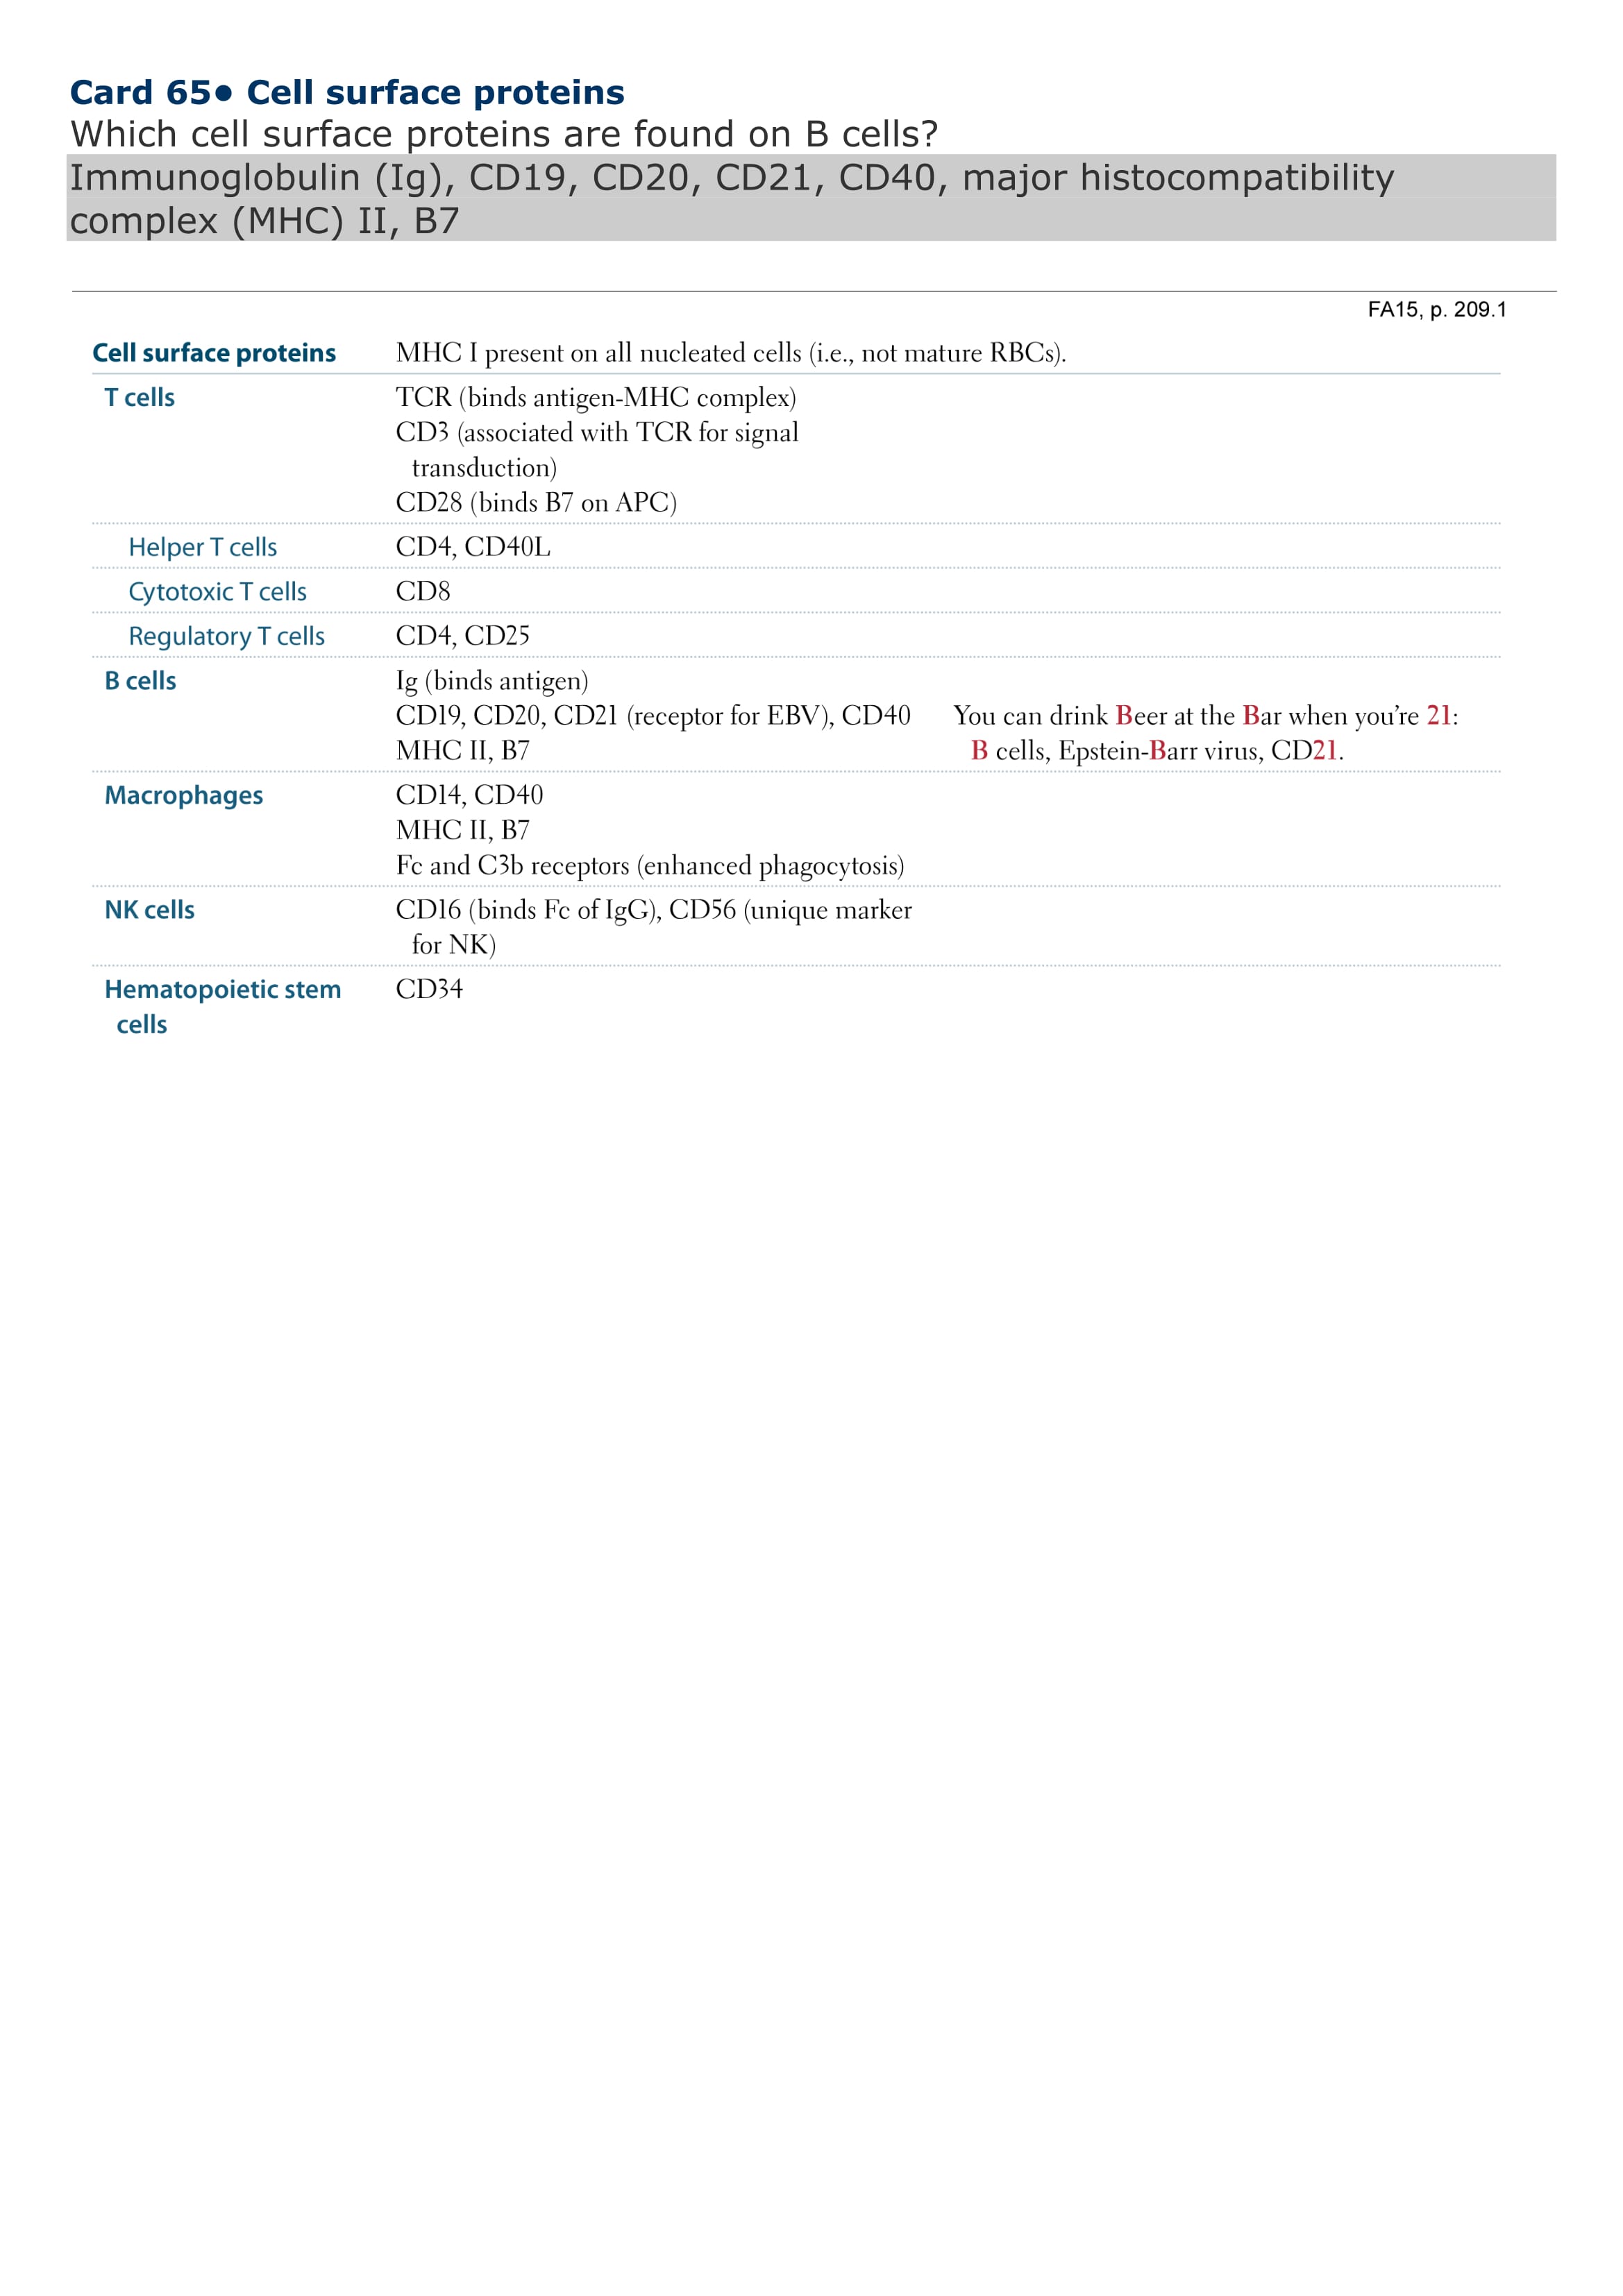 Card 65● Cell surface proteins
Which cell surface proteins are found on B cells?
Immunoglobulin (Ig), CD19, CD20, CD21, CD40, major histocompatibility
complex (MHC) II, B7
FA15, p. 209.1
Cell surface proteins MHC I present on all nucleated cells (i.e., not mature RBCs).
T cells TCR (binds antigen-MHC complex)
CD3 (associated with TCR for signal
transduction)
CD28 (binds B7 on APC)
Helper T cells CD4, CD40L
Cytotoxic T cells CD8
Regulatory T cells CD4, CD25
B cells Ig (binds antigen)
CD19, CD20, CD21 (receptor for EBV), CD40 You can drink Beer at the Bar when you’re 21:
MHC II, B7 B cells, Epstein-Barr virus, CD21.
Macrophages CD14, CD40
MHC II, B7
Fc and C3b receptors (enhanced phagocytosis)
NK cells CD16 (binds Fc of IgG), CD56 (unique marker
for NK)
Hematopoietic stem CD34
cells